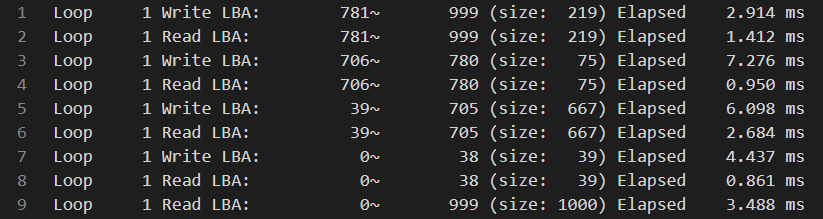 1 Loop 1 Write LBA: 781~ 999 (size: 219) Elapsed 2.914 ms
2 Loop 1 Read LBA: 781~ 999 (size: 219) Elapsed 1.412 ms
3 Loop 1 Write LBA: 706~ 780 (size: 75) Elapsed 7.276 ms
4 Loop 1 Read LBA: 706~ 780 (size: 75) Elapsed 0.950 ms
5 Loop 1 Write LBA: 39~ 705 (size: 667) Elapsed 6.098 ms
6 Loop 1 Read LBA: 39~ 705 (size: 667) Elapsed 2.684 ms
7 Loop 1 Write LBA: 0~ 38 (size: 39) Elapsed 4.437 ms
8 Loop 1 Read LBA: 0~ 38 (size: 39) Elapsed 0.861 ms
9 Loop 1 Read LBA: 0~ 999 (size: 1000) Elapsed 3.488 ms